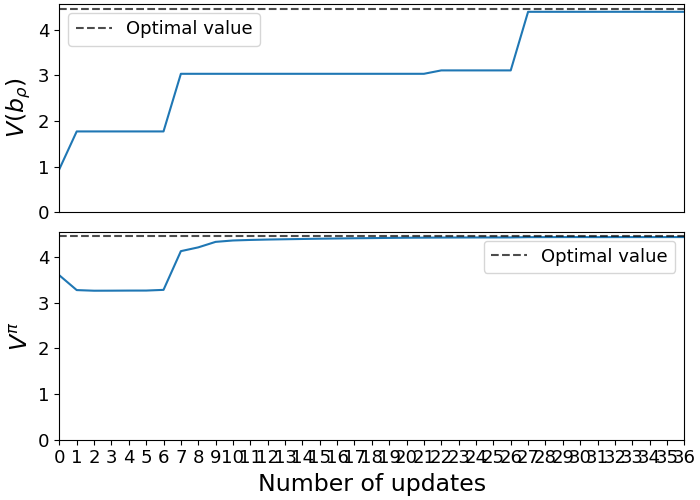 4
3
2
1
0
V(b_ρ)
Optimal value
4
3
2
1
0
V^π
Optimal value
0 1 2 3 4 5 6 7 8 9 10 11 12 13 14 15 16 17 18 19 20 21 22 23 24 25 26 27 28 29 30 31 32 33 34 35 36
Number of updates